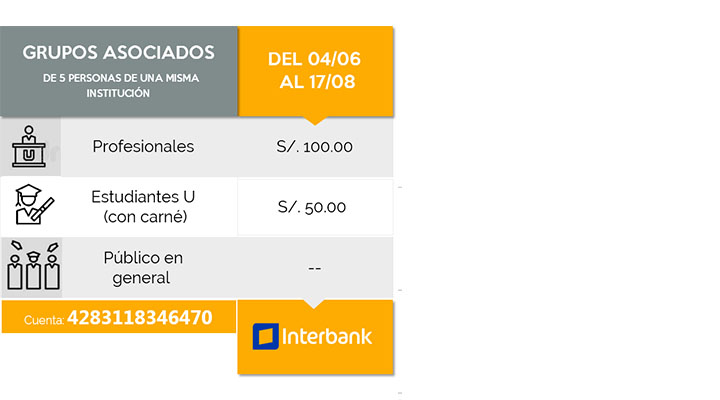 GRUPOS ASOCIADOS
DE 5 PERSONAS DE UNA MISMA
INSTITUCIÓN
DEL 04/06
AL 17/08
U
Profesionales
S/. 100.00
Estudiantes U
(con carné)
S/. 50.00
Público en
general
--
Cuenta: 4283118346470
Interbank